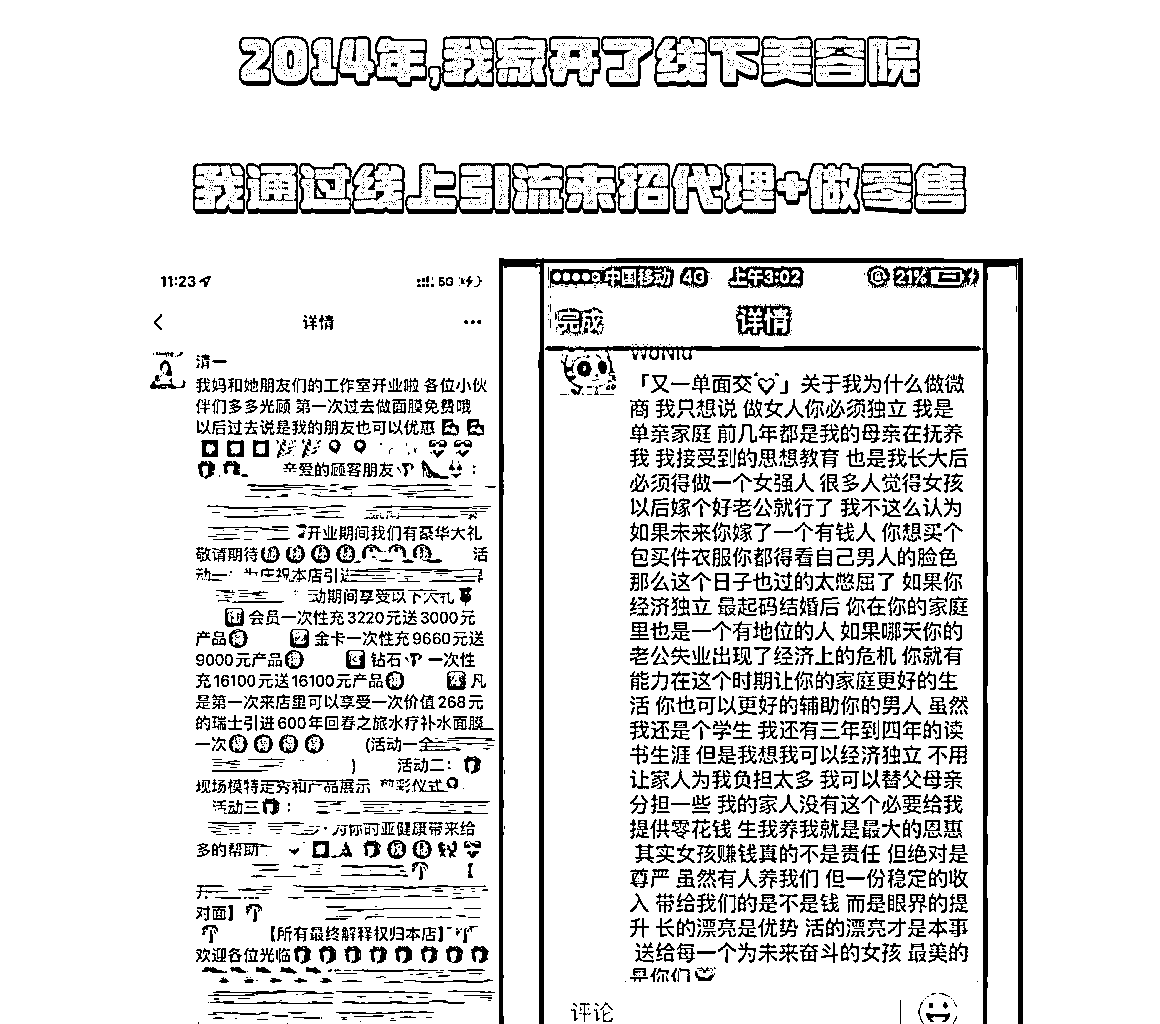 2014年,我家开了线下美容院
我通过线上引流来招代理+做零售
11:23
5G
详情
清一
我妈和她朋友们的工作室开业啦 各位小伙
伴们多多光顾 第一次过去做面膜免费哦
以后过去说是我的朋友也可以优惠
亲爱的顾客朋友
：
开业期间我们有豪华大礼
敬请期待
活
动一：为庆祝本店引进
动期间享受以下大礼
会员一次性充3220元送3000元
产品
金卡一次性充9660元送
9000元产品
钻石
一次性
充16100元送16100元产品
凡
是第一次来店里可以享受一次价值268元
的瑞士引进600年回春之旅水疗补水面膜
一次
(活动一全
)
活动二：
现场模特走秀和产品展示 剪彩仪式
活动三
：
为你的亚健康带来给
多的帮助
对面】
【所有最终解释权归本店】
欢迎各位光临
中国移动 4G 上午3:02 21%
完成 详情
WoNiu
「又一单面交♡」关于我为什么做微
商 我只想说 做女人你必须独立 我是
单亲家庭 前几年都是我的母亲在抚养
我 我接受到的思想教育 也是我长大后
必须得做一个女强人 很多人觉得女孩
以后嫁个好老公就行了 我不这么认为
如果未来你嫁了一个有钱人 你想买个
包买件衣服你都得看自己男人的脸色
那么这个日子也过的太憋屈了 如果你
经济独立 最起码结婚后 你在你的家庭
里也是一个有地位的人 如果哪天你的
老公失业出现了经济上的危机 你就有
能力在这个时期让你的家庭更好的生
活 你也可以更好的辅助你的男人 虽然
我还是个学生 我还有三年到四年的读
书生涯 但是我想我可以经济独立 不用
让家人为我负担太多 我可以替父母亲
分担一些 我的家人没有这个必要给我
提供零花钱 生我养我就是最大的恩惠
其实女孩赚钱真的不是责任 但绝对是
尊严 虽然有人养我们 但一份稳定的收
入 带给我们的是不是钱 而是眼界的提
升 长的漂亮是优势 活的漂亮才是本事
送给每一个为未来奋斗的女孩 最美的
是你们
评论